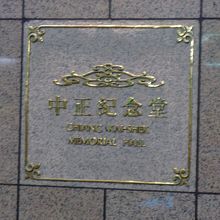 中正紀念堂
CHIANG KAI-SHEK
MEMORIAL HALL